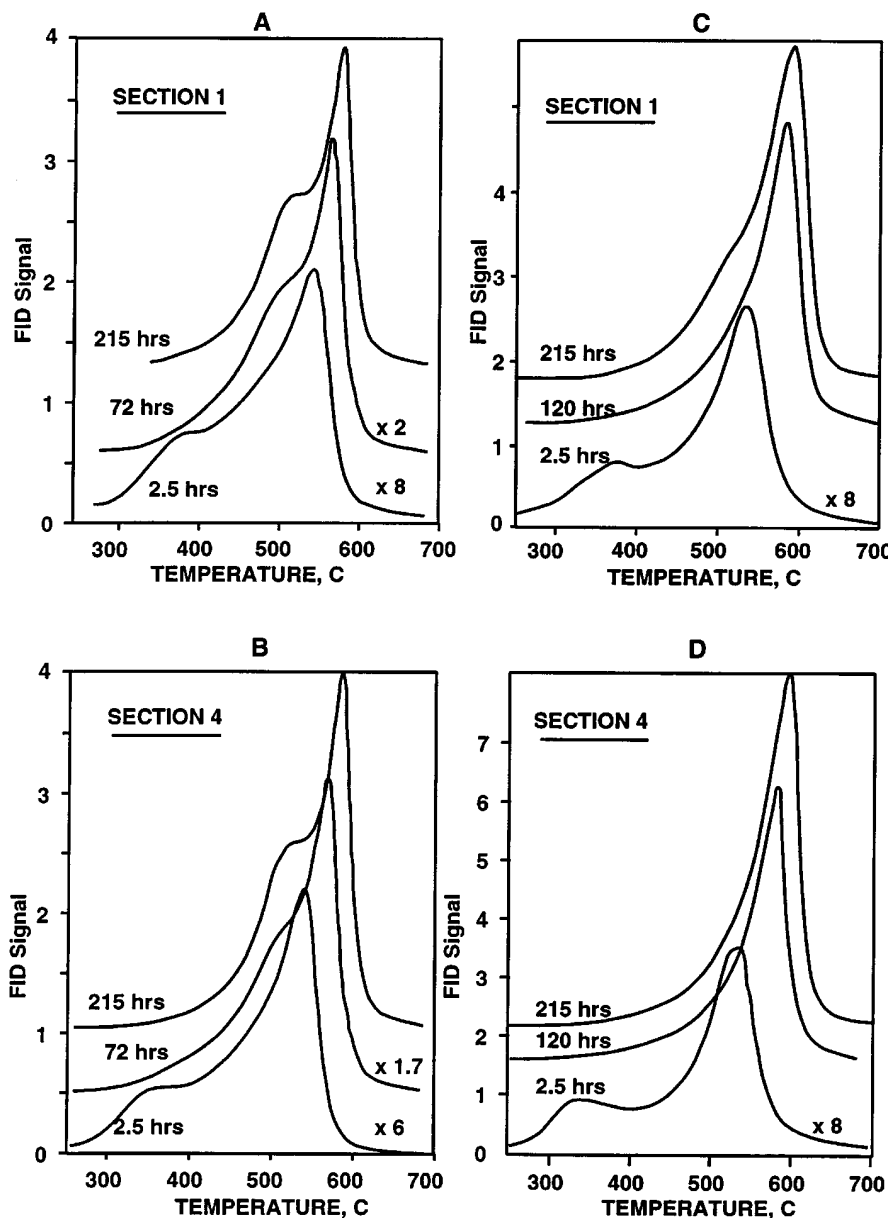 A
4
3
2
1
0
FID Signal
SECTION 1
215 hrs
72 hrs
2.5 hrs
x 2
x 8
300 400 500 600 700
TEMPERATURE, C
C
4
3
2
1
0
FID Signal
SECTION 1
215 hrs
120 hrs
2.5 hrs
x 8
300 400 500 600 700
TEMPERATURE, C
B
4
3
2
1
0
FID Signal
SECTION 4
215 hrs
72 hrs
2.5 hrs
x 1.7
x 6
300 400 500 600 700
TEMPERATURE, C
D
7
6
5
4
3
2
1
0
FID Signal
SECTION 4
215 hrs
120 hrs
2.5 hrs
x 8
300 400 500 600 700
TEMPERATURE, C